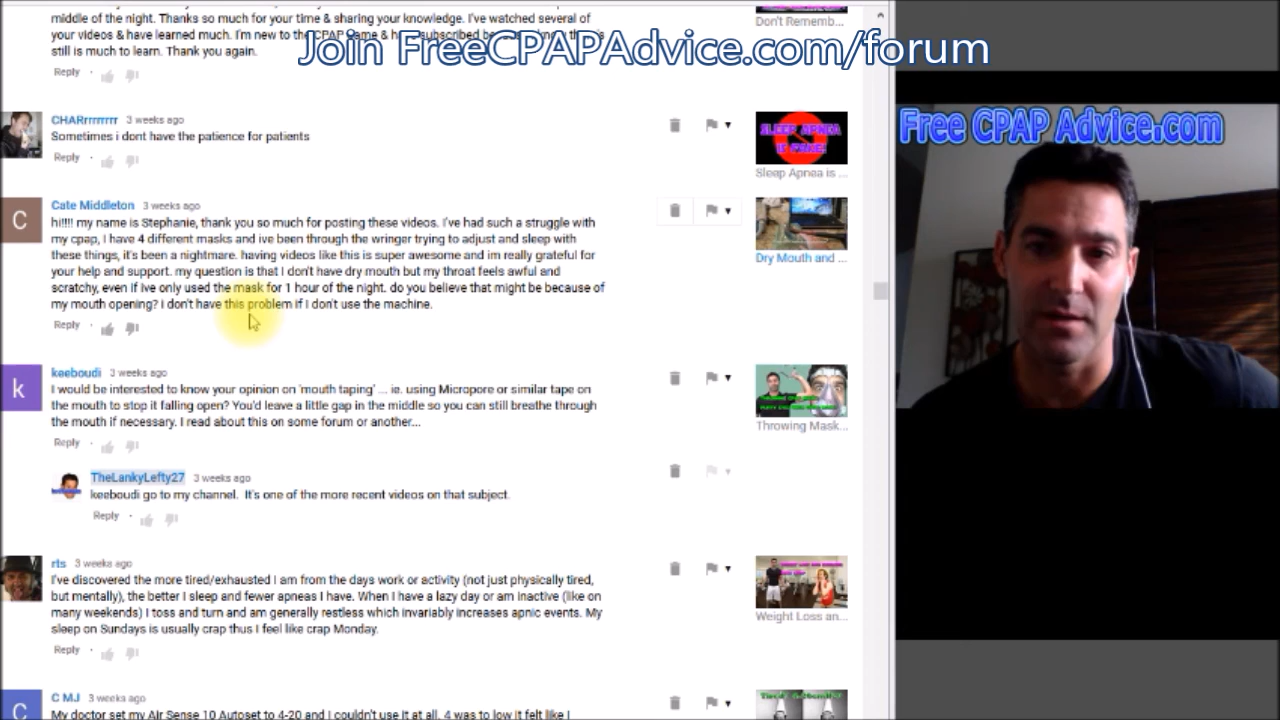 middle of the night. Thanks so much for your time & sharing your knowledge. I've watched several
your videos & have learned much. I'm new to the CPAP game & have subscribed
still is much to learn. Thank you again.
Reply
Join FreeCPAPAdvice.com/forum
Don't Rememb...
Free CPAP Advice.com
CHARrrrrrrr 3 weeks ago
Sometimes i dont have the patience for patients
Reply
SLEEP APNEA
IS FAKE!
Sleep Apnea is ...
C
Cate Middleton 3 weeks ago
hi!!!! my name is Stephanie, thank you so much for posting these videos. I've had such a struggle with
my cpap, I have 4 different masks and ive been through the wringer trying to adjust and sleep with
these things, it's been a nightmare. having videos like this is super awesome and im really grateful for
your help and support. my question is that I don't have dry mouth but my throat feels awful and
scratchy, even if Ive only used the mask for 1 hour of the night. do you believe that might be because of
my mouth opening? i don't have this problem if I don't use the machine.
Reply
Dry Mouth and ...
k
keeboudi 3 weeks ago
I would be interested to know your opinion on 'mouth taping' ... ie. using Micropore or similar tape on
the mouth to stop it falling open? You'd leave a little gap in the middle so you can still breathe through
the mouth if necessary. I read about this on some forum or another...
Reply
Throwing Mask...
TheLankyLefty27 3 weeks ago
keeboudi go to my channel. It's one of the more recent videos on that subject.
Reply
rts 3 weeks ago
I've discovered the more tired/exhausted I am from the days work or activity (not just physically tired,
but mentally), the better I sleep and fewer apneas I have. When I have a lazy day or am inactive (like on
many weekends) I toss and turn and am generally restless which invariably increases apnic events. My
sleep on Sundays is usually crap thus I feel like crap Monday.
Reply
Weight Loss an...
C
C MJ 3 weeks ago
My doctor set my Air Sense 10 Autoset to 4-20 and I couldn't use it at all. 4 was to low it felt like I